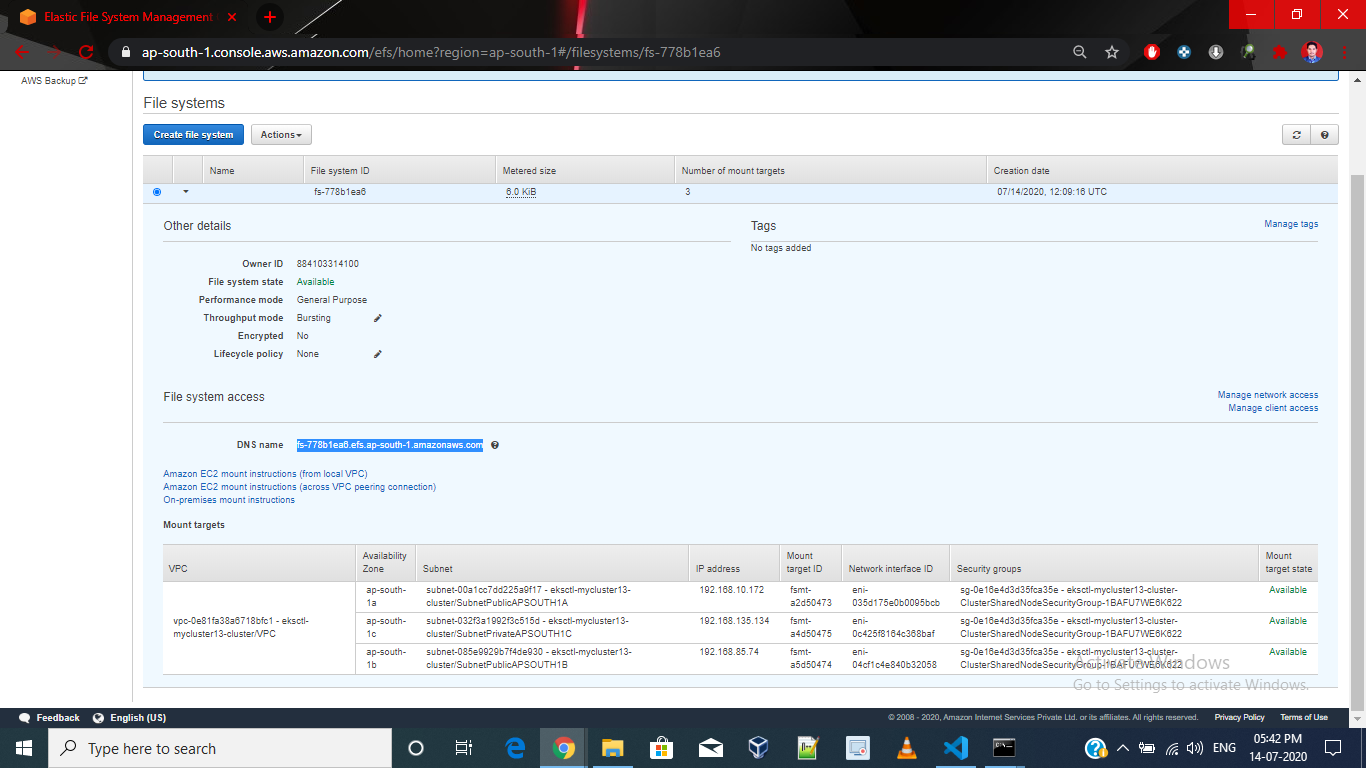 Elastic File System Management
ap-south-1.console.aws.amazon.com/efs/home?region=ap-south-1#/filesystems/fs-778b1ea6
AWS Backup
File systems
Create file system
Actions
Name File system ID Metered size Number of mount targets Creation date
fs-778b1ea6 6.0 KiB 3 07/14/2020, 12:09:16 UTC
Other details
Tags
Manage tags
No tags added
Owner ID 884103314100
File system state Available
Performance mode General Purpose
Throughput mode Bursting
Encrypted No
Lifecycle policy None
File system access
Manage network access
Manage client access
DNS name fs-778b1ea6.efs.ap-south-1.amazonaws.com
Amazon EC2 mount instructions (from local VPC)
Amazon EC2 mount instructions (across VPC peering connection)
On-premises mount instructions
Mount targets
VPC Availability Zone Subnet IP address Mount target ID Network interface ID Security groups Mount target state
vpc-0e81fa38a6718bfc1 - eksctl-
mycluster13-cluster/VPC
ap-south-1a subnet-00a1cc7dd225a9f17 - eksctl-mycluster13-cluster/SubnetPublicAPSOUTH1A 192.168.10.172 fsmt-a2d50473 eni-035d175e0b0095bcb sg-0e16e4d3d35fca35e - eksctl-mycluster13-cluster-ClusterSharedNodeSecurityGroup-1BAFU7WE6K622 Available
ap-south-1c subnet-032f3a1992f3c515d - eksctl-mycluster13-cluster/SubnetPrivateAPSOUTH1C 192.168.135.134 fsmt-a4d50475 eni-0c425f8164c368baf sg-0e16e4d3d35fca35e - eksctl-mycluster13-cluster-ClusterSharedNodeSecurityGroup-1BAFU7WE6K622 Available
ap-south-1b subnet-085e9929b7f4de930 - eksctl-mycluster13-cluster/SubnetPublicAPSOUTH1B 192.168.85.74 fsmt-a5d50474 eni-04cf1c4e840b32058 sg-0e16e4d3d35fca35e - eksctl-mycluster13-cluster-ClusterSharedNodeSecurityGroup-1BAFU7WE6K622 Available
Activate Windows
Go to Settings to activate Windows.
Feedback English (US)
© 2008 - 2020, Amazon Internet Services Private Ltd. or its affiliates. All rights reserved. Privacy Policy Terms of Use
Type here to search
ENG
05:42 PM
14-07-2020